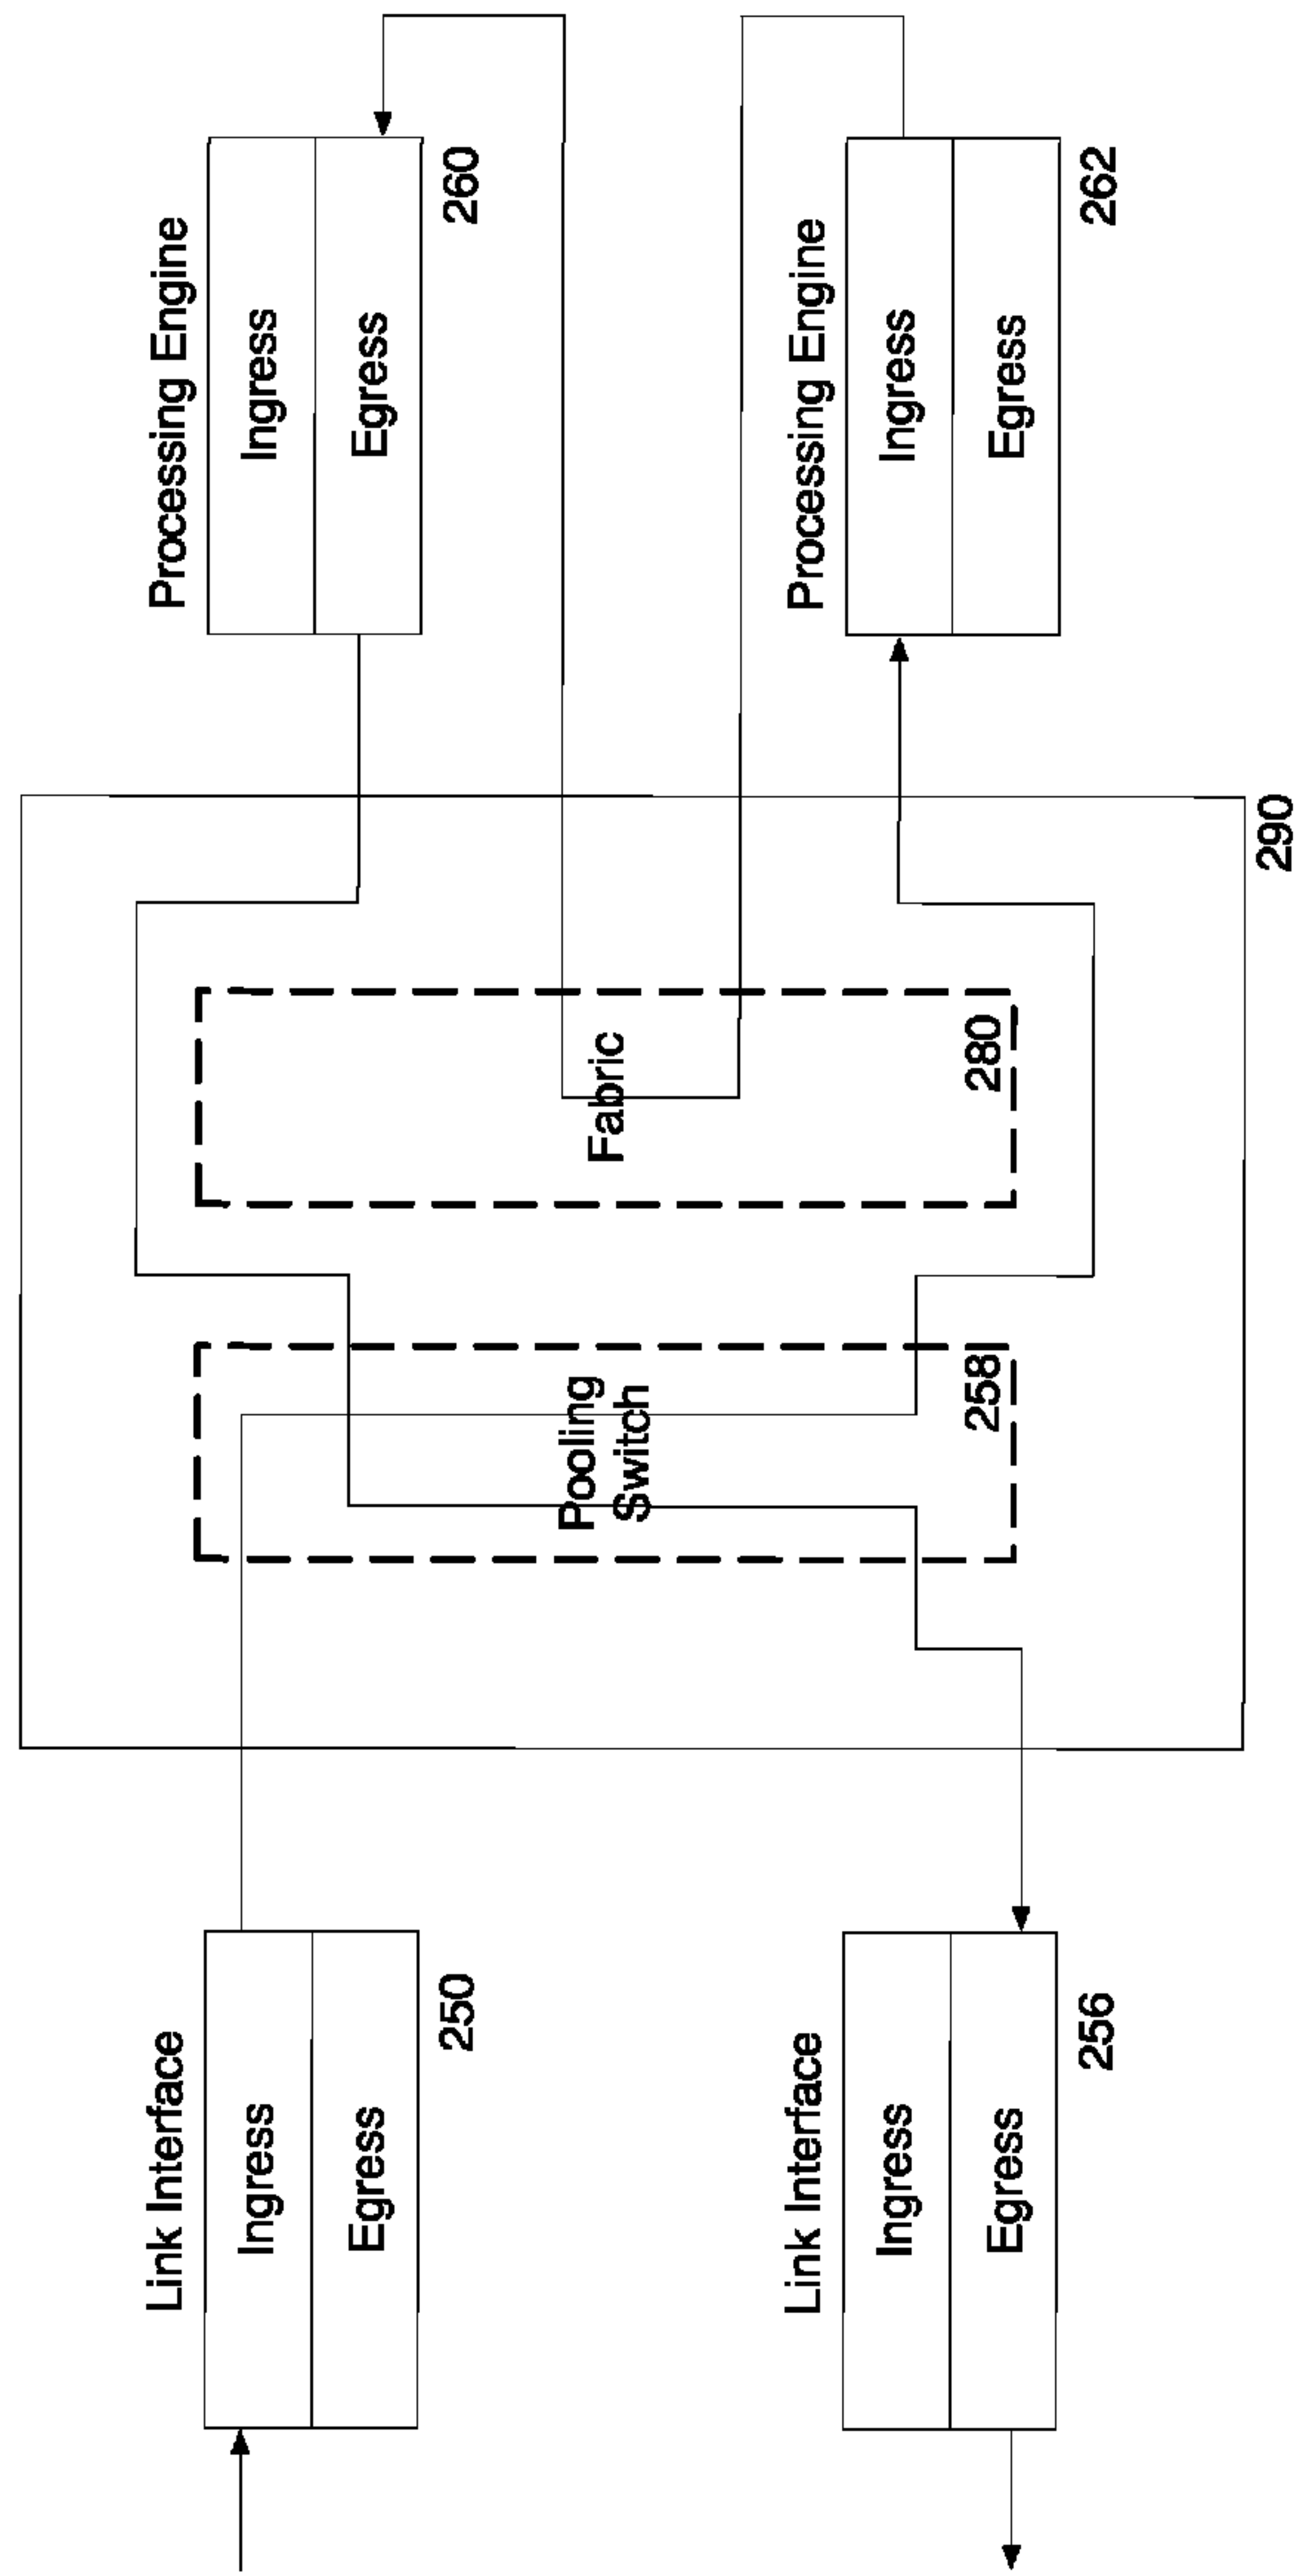 Link Interface
Ingress
Egress
250
Link Interface
Ingress
Egress
256
Pooling
Switch
258
Fabric
280
290
Processing Engine
Ingress
Egress
260
Processing Engine
Ingress
Egress
262